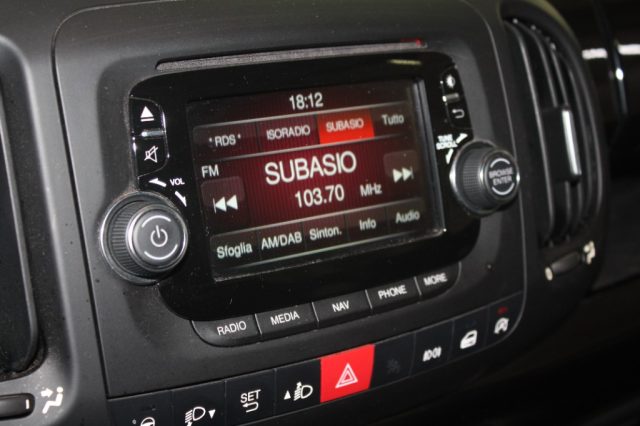 18:12
* RDS * ISORADIO SUBASIO Tutto
FM
SUBASIO
103.70 MHz
Sfoglia AM/DAB Sinton. Info Audio
VOL
TUNE
SCROLL
BROWSE
ENTER
RADIO MEDIA NAV PHONE MORE
SET